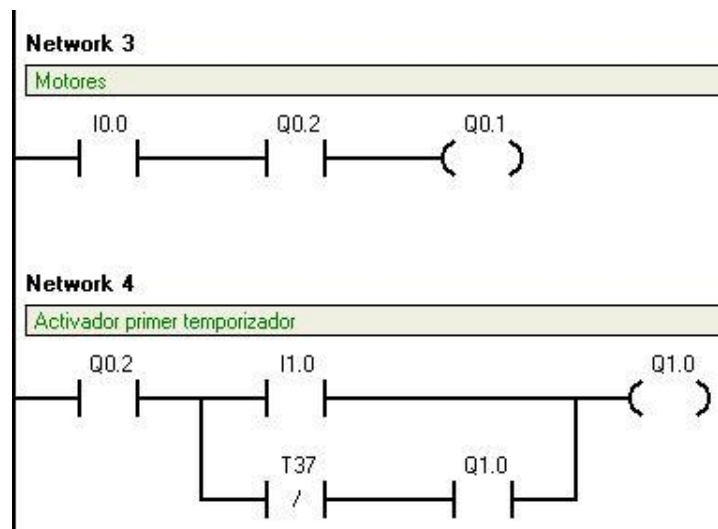 Network 3
Motores
I0.0 Q0.2 Q0.1
Network 4
Activador primer temporizador
Q0.2 I1.0 Q1.0
T37 Q1.0
/